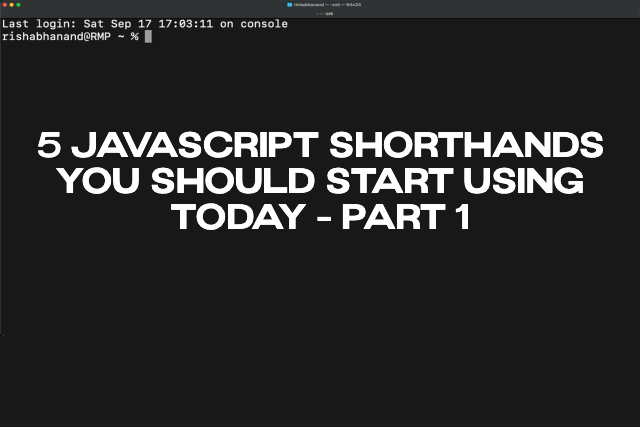 rishabhanand — -zsh — 94×24
~ — -zsh
Last login: Sat Sep 17 17:03:11 on console
rishabhanand@RMP ~ %
5 JAVASCRIPT SHORTHANDS
YOU SHOULD START USING
TODAY - PART 1